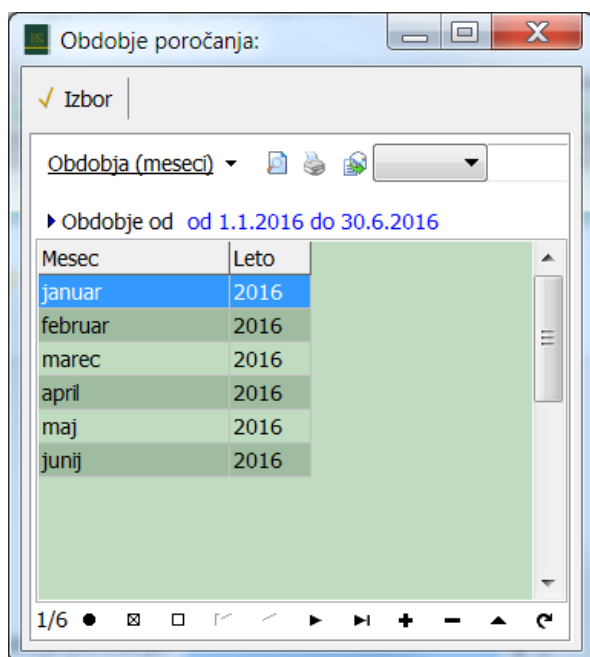 Obdobje poročanja:
Izbor
Obdobja (meseci)
Obdobje od od 1.1.2016 do 30.6.2016
Mesec Leto
januar 2016
februar 2016
marec 2016
april 2016
maj 2016
junij 2016
1/6